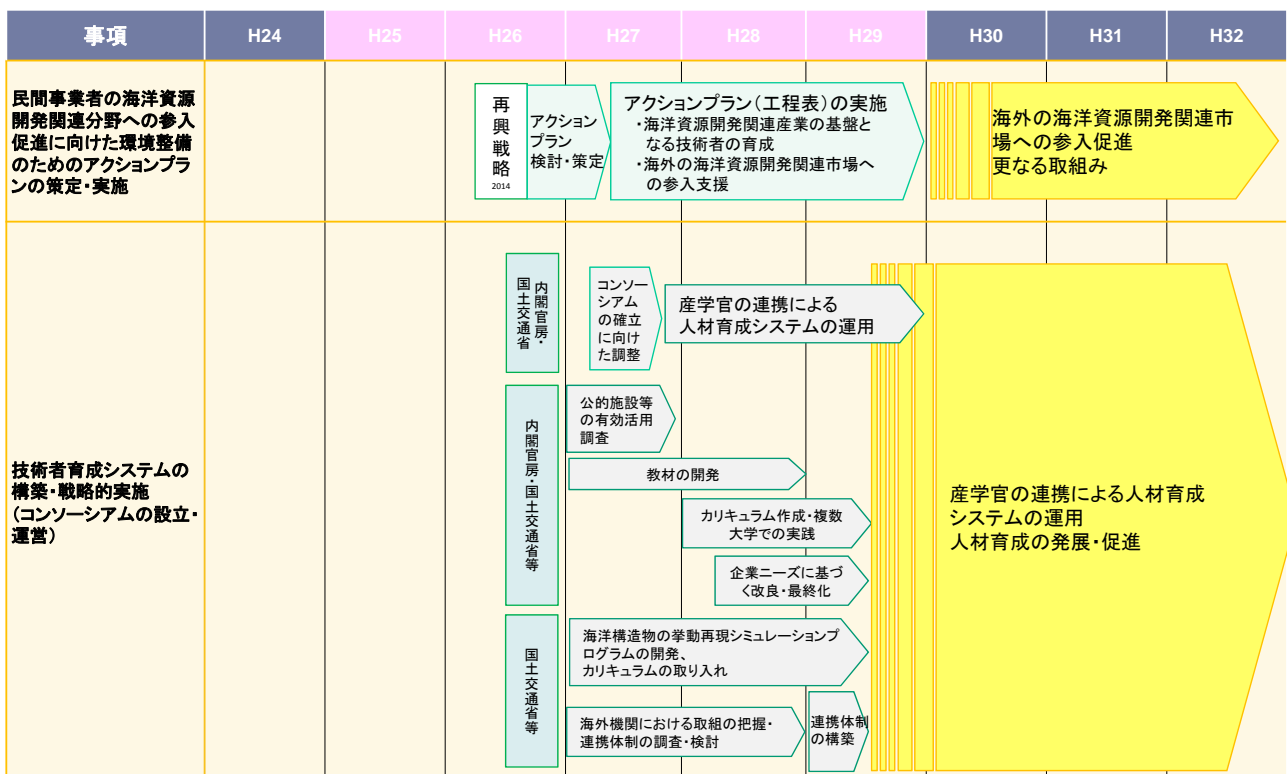 事項
H24
H25
H26
H27
H28
H29
H30
H31
H32
民間事業者の海洋資源
開発関連分野への参入
促進に向けた環境整備
のためのアクションプラ
ンの策定・実施
再興戦略
2014
アクション
プラン
検討・策定
アクションプラン(工程表)の実施
・海洋資源開発関連産業の基盤と
なる技術者の育成
・海外の海洋資源開発関連市場へ
の参入支援
海外の海洋資源開発関連市
場への参入促進
更なる取組み
技術者育成システムの
構築・戦略的実施
(コンソーシアムの設立・
運営)
内閣官房・
国土交通省
コンソー
シアム
の確立
に向け
た調整
産学官の連携による
人材育成システムの運用
内閣官房・国土交通省等
公的施設等
の有効活用
調査
教材の開発
カリキュラム作成・複数
大学での実践
企業ニーズに基づ
く改良・最終化
国土交通省等
海洋構造物の挙動再現シミュレーションプ
ログラムの開発、
カリキュラムの取り入れ
海外機関における取組の把握・
連携体制の調査・検討
連携体制
の構築
産学官の連携による人材育成
システムの運用
人材育成の発展・促進